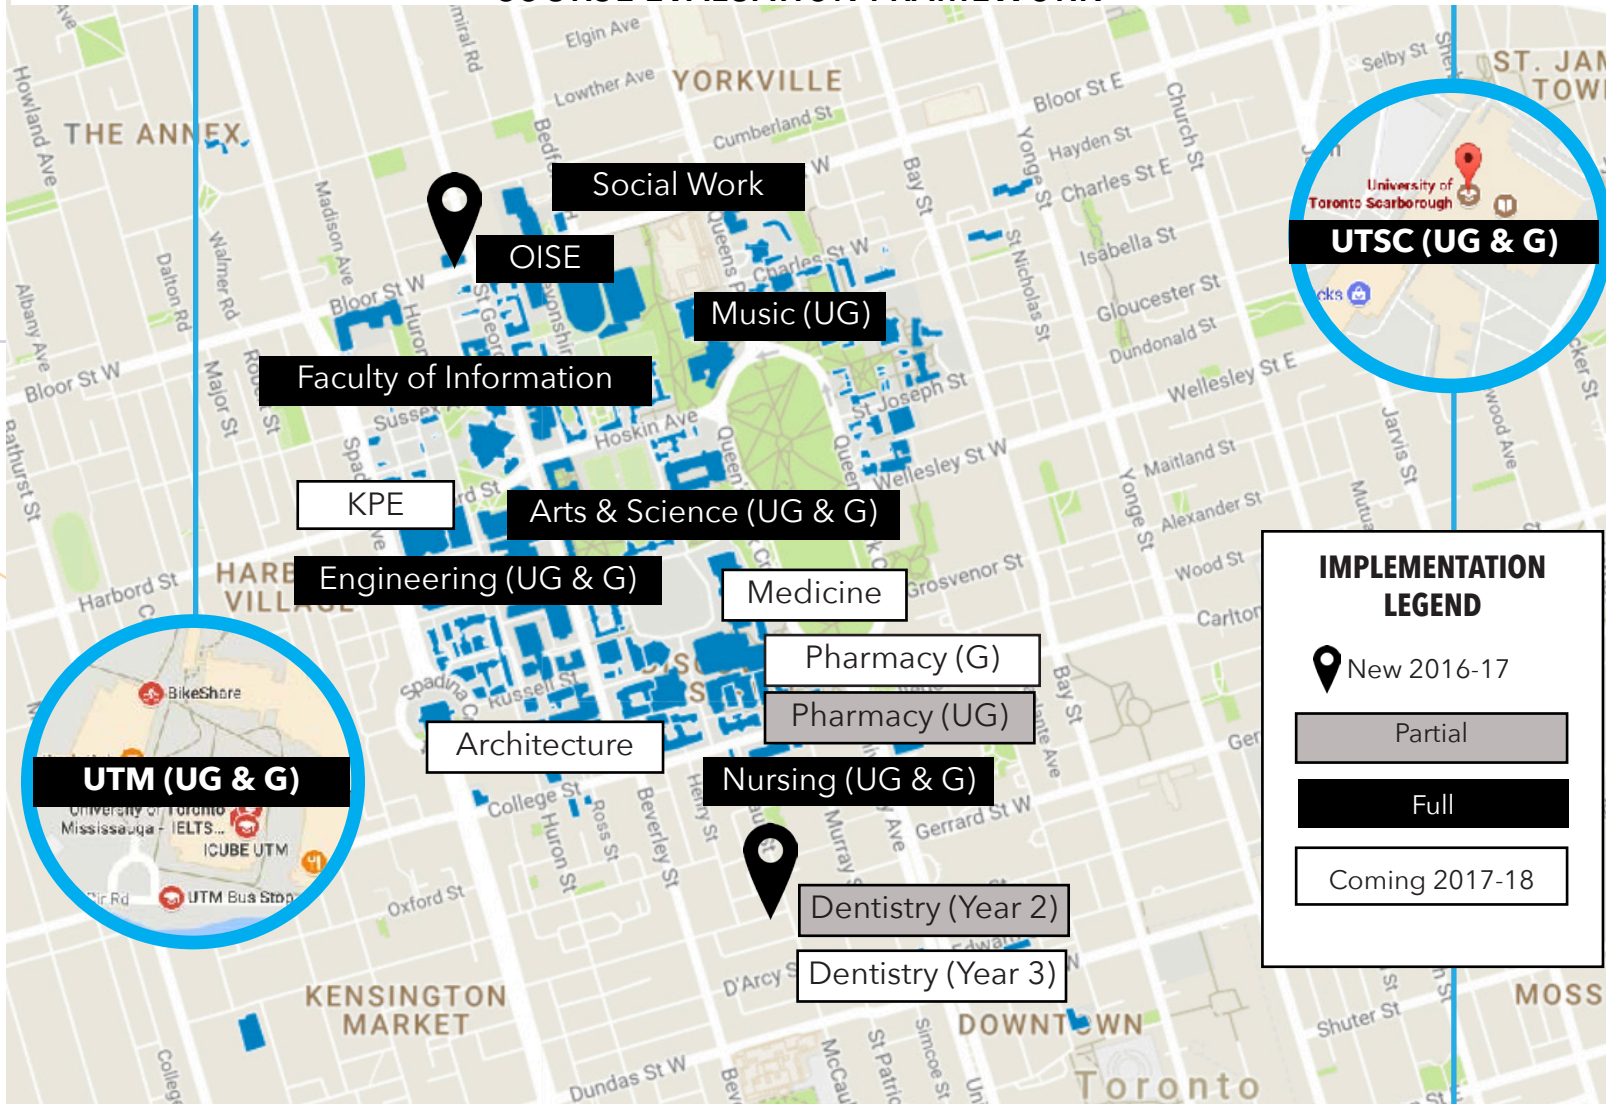 Elgin Ave
YORKVILLE
Lowther Ave
Howland Ave
THE ANNEX
Cumberland St
Bloor St E
Church St
Selby St
Hayden St
Yonge St
Charles St E
Bay St
Madison Ave
Social Work
University of
Toronto Scarborough
UTSC (UG & G)
OISE
Walmer Rd
Dalton Rd
Albany Ave
Bloor St W
Charles St W
St Nicholas St
Isabella St
Gloucester St
Dundonald St
Music (UG)
Faculty of Information
Bloor St W
Major St
St Joseph St
Wellesley St E
Hoskin Ave
Bathurst St
Wellesley St W
Maitland St
Jarvis St
Yonge St
Alexander St
KPE
Arts & Science (UG & G)
Engineering (UG & G)
Harbord St
VILLAGE
Medicine
Grosvenor St
Wood St
Pharmacy (G)
Pharmacy (UG)
Bay St
Russell St
Spadina
Architecture
Nursing (UG & G)
IMPLEMENTATION
LEGEND
New 2016-17
Partial
Full
Coming 2017-18
BikeShare
UTM (UG & G)
University of Toronto
Mississauga - IELTS...
ICUBE UTM
UTM Bus Stop
College St
Huron St
Ross St
Beverley St
Henry St
Gerrard St W
Oxford St
Dentistry (Year 2)
Dentistry (Year 3)
KENSINGTON
MARKET
DOWNTOWN
Shuter St
Simcoe St
Dundas St W
Toronto